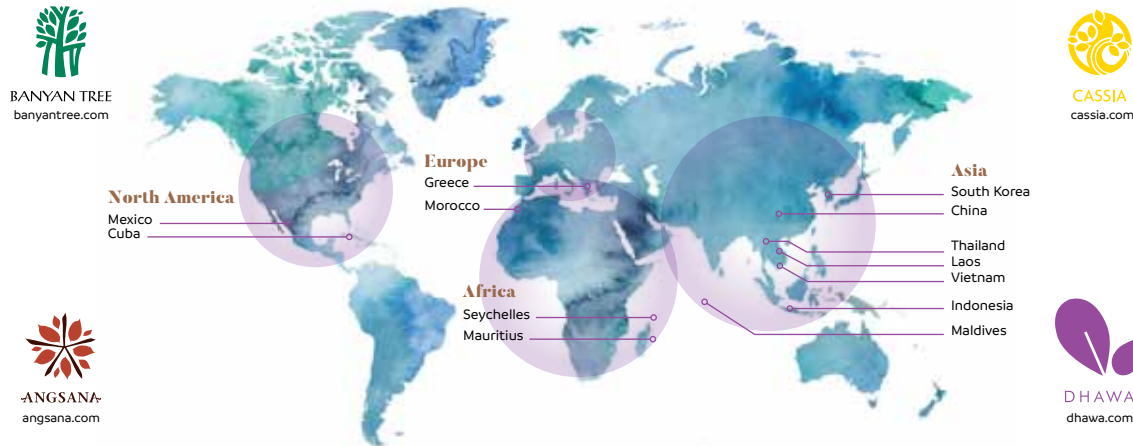 BANYAN TREE
banyantree.com
North America
Mexico
Cuba
ANGSANA
angsana.com
Europe
Greece
Morocco
Africa
Seychelles
Mauritius
Asia
South Korea
China
Thailand
Laos
Vietnam
Indonesia
Maldives
CASSIA
cassia.com
DHAWA
dhawa.com